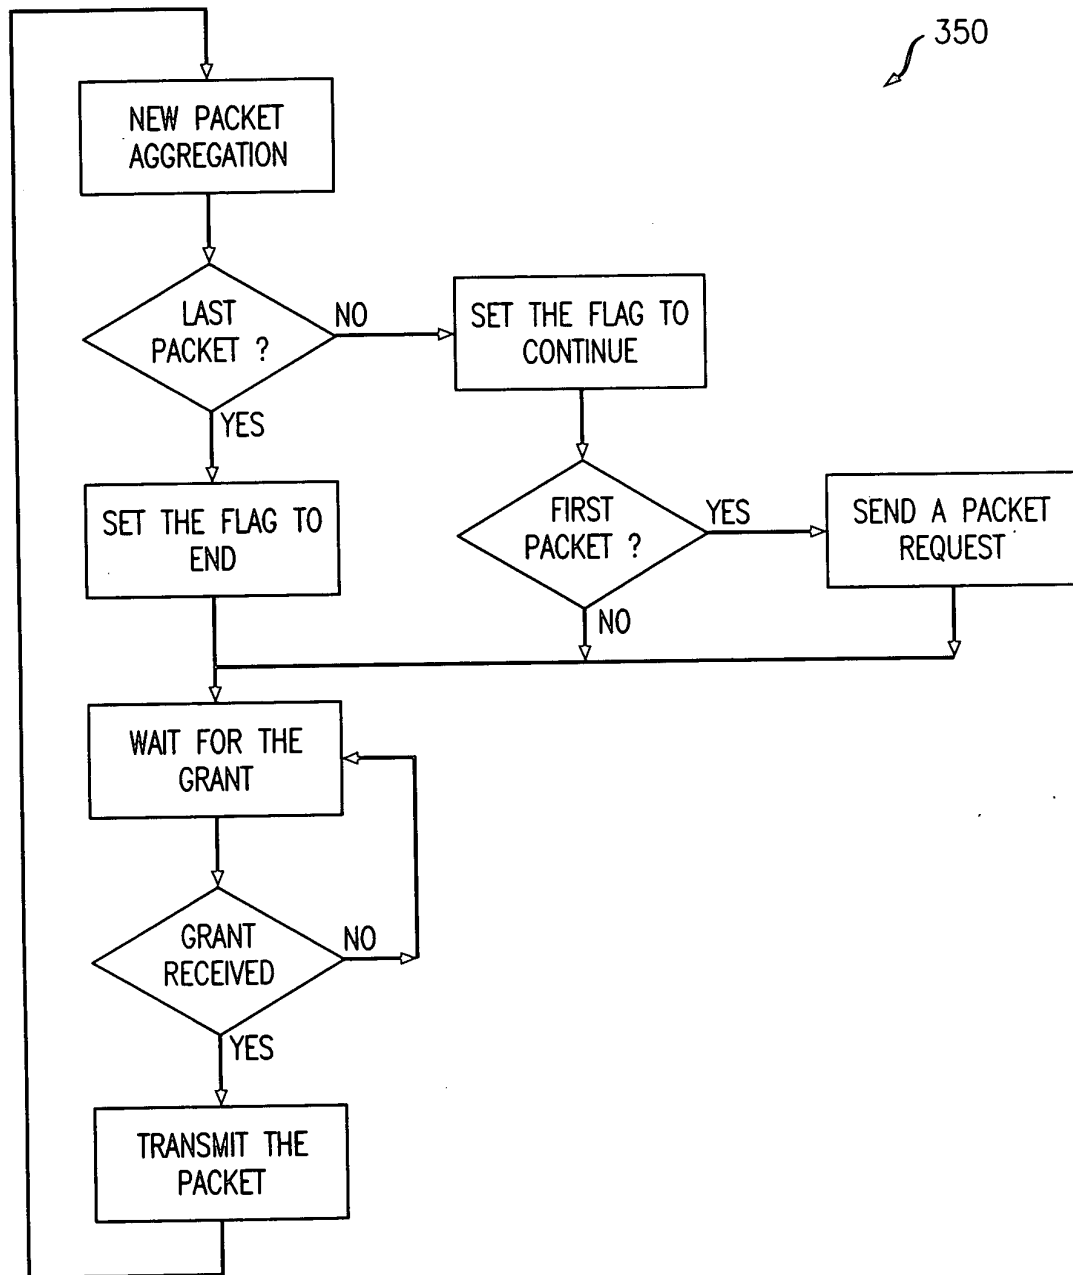 350
NEW PACKET
AGGREGATION
LAST
PACKET ?
NO
SET THE FLAG TO
CONTINUE
YES
SET THE FLAG TO
END
FIRST
PACKET ?
YES
SEND A PACKET
REQUEST
NO
WAIT FOR THE
GRANT
GRANT
RECEIVED
NO
YES
TRANSMIT THE
PACKET